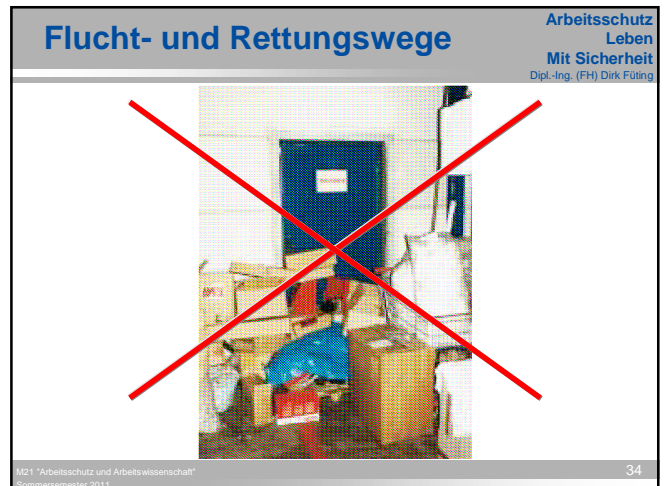 Flucht- und Rettungswege
Arbeitsschutz
Leben
Mit Sicherheit
Dipl.-Ing. (FH) Dirk Füting
M21 "Arbeitsschutz und Arbeitswissenschaft"
Sommersemester 2011
34